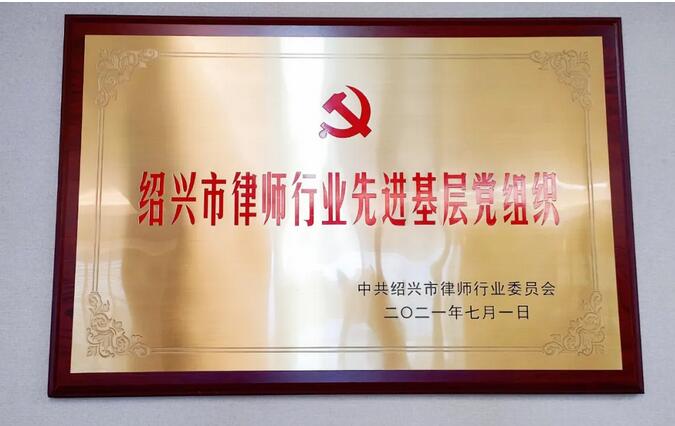 绍兴市律师行业先进基层党组织
中共绍兴市律师行业委员会
二〇二一年七月一日